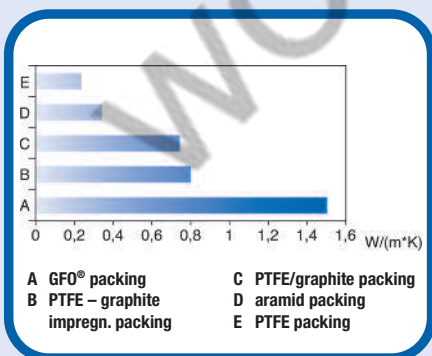 E
D
C
B
A
0 0,2 0,4 0,6 0,8 1 1,2 1,4 1,6 W/(m*K)
A GFO® packing
B PTFE – graphite
impregn. packing
C PTFE/graphite packing
D aramid packing
E PTFE packing